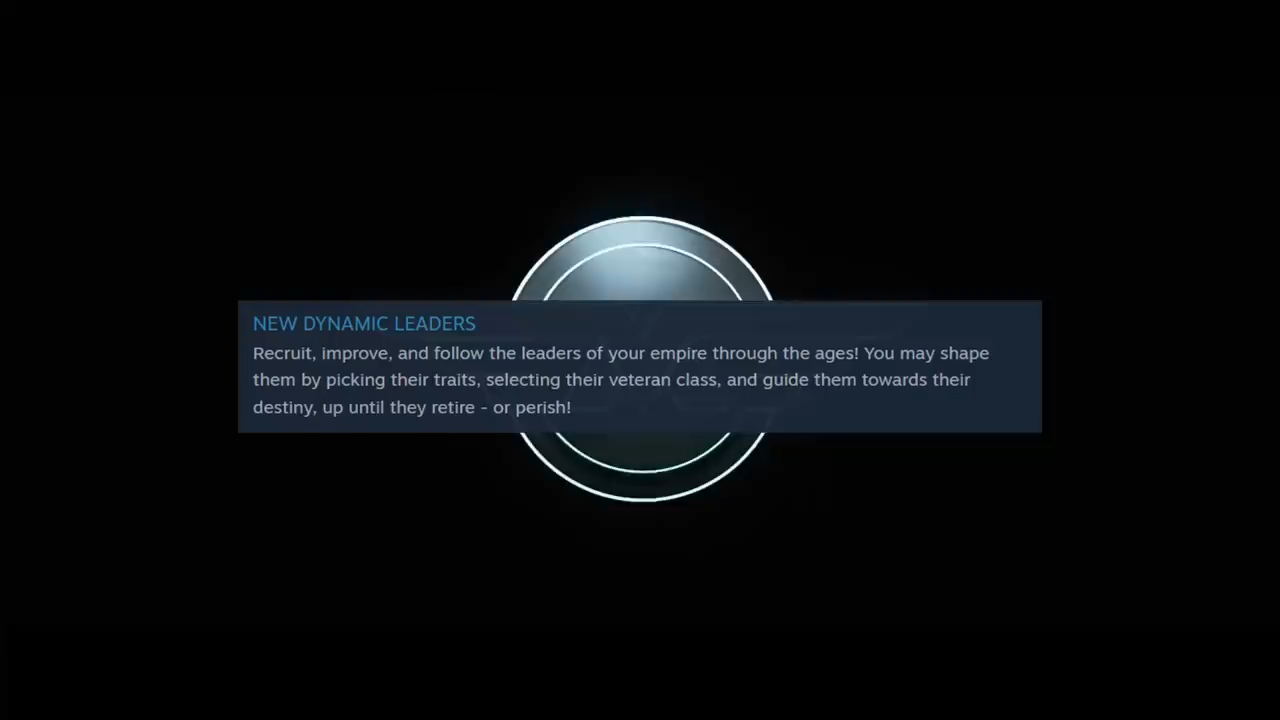 NEW DYNAMIC LEADERS
Recruit, improve, and follow the leaders of your empire through the ages! You may shape
them by picking their traits, selecting their veteran class, and guide them towards their
destiny, up until they retire - or perish!